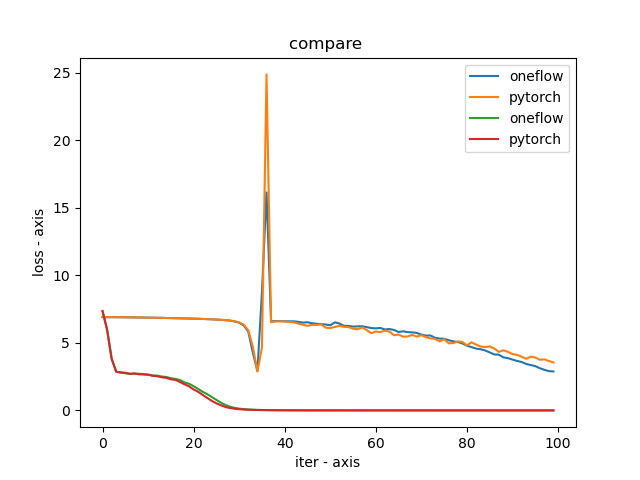 compare
25
20
15
10
5
0
loss - axis
0
20
40
60
80
100
iter - axis
oneflow
pytorch
oneflow
pytorch